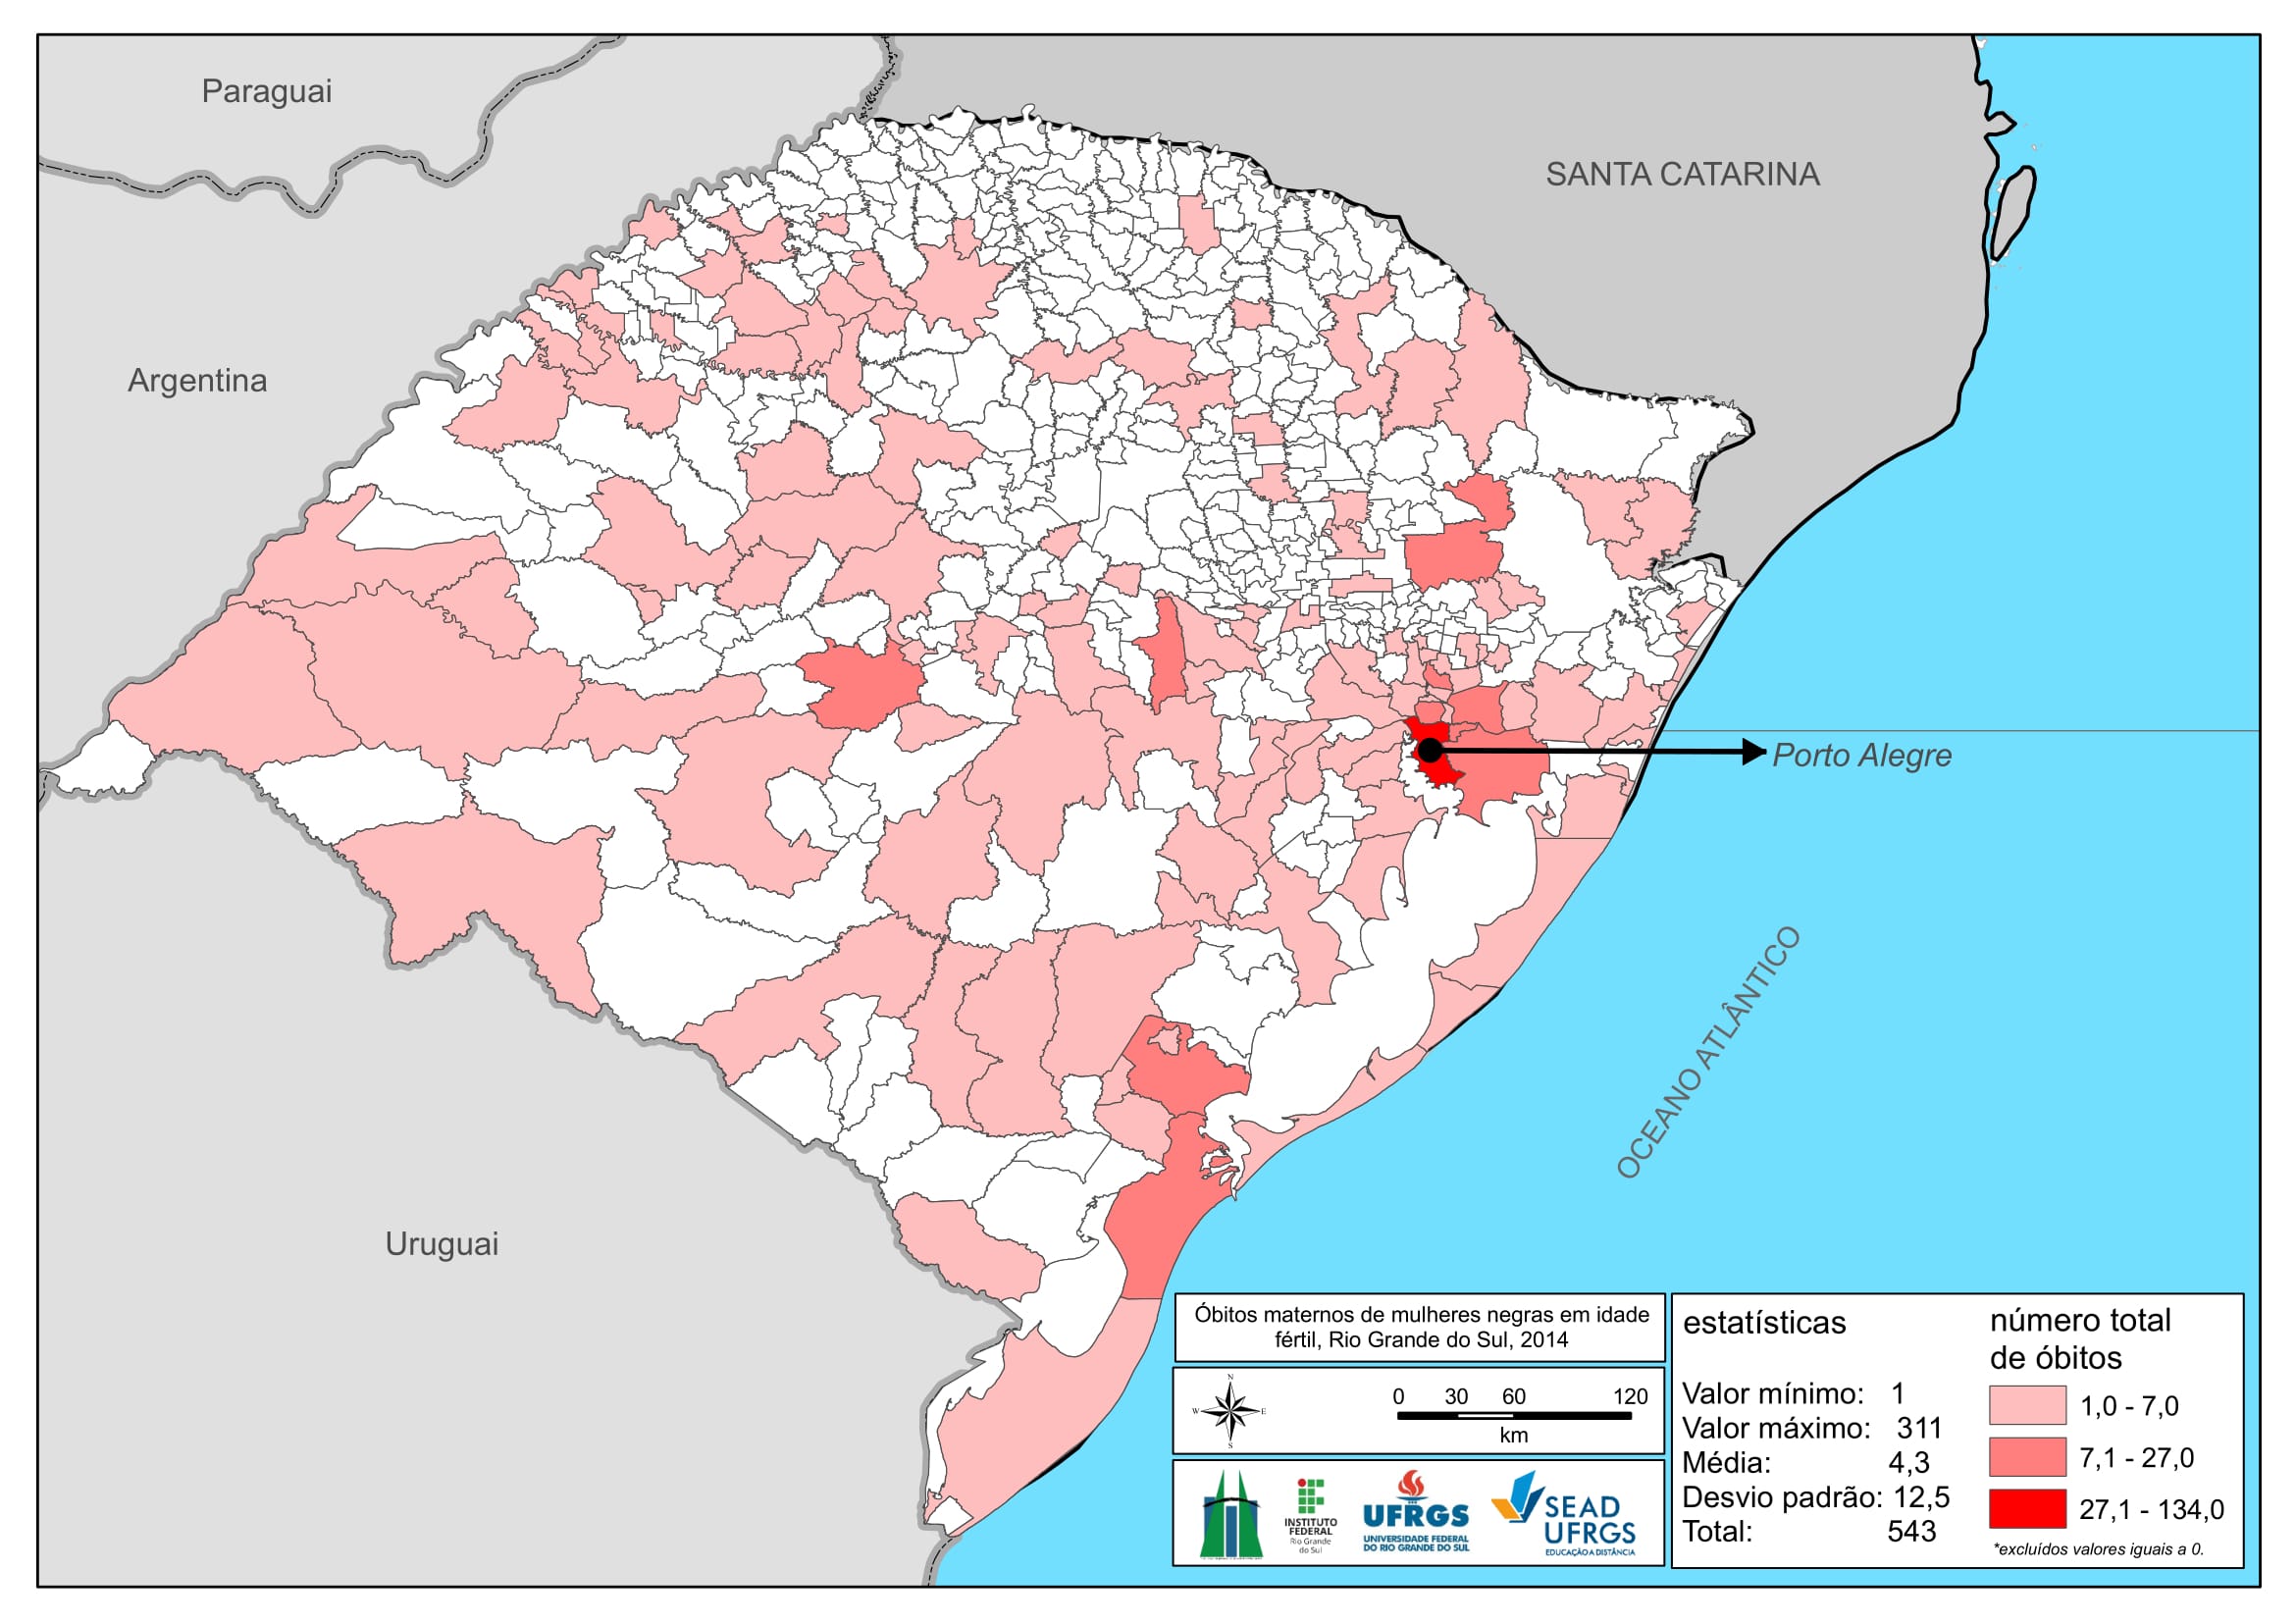 Paraguai
SANTA CATARINA
Argentina
Porto Alegre
OCEANO ATLÂNTICO
Uruguai
Óbitos maternos de mulheres negras em idade
fértil, Rio Grande do Sul, 2014
N
W E
S
0 30 60 120
km
INSTITUTO
FEDERAL
Rio Grande
do Sul
UFRGS
UNIVERSIDADE FEDERAL
DO RIO GRANDE DO SUL
SEAD
UFRGS
EDUCAÇÃO A DISTÂNCIA
estatísticas
Valor mínimo: 1
Valor máximo: 311
Média: 4,3
Desvio padrão: 12,5
Total: 543
número total
de óbitos
1,0 - 7,0
7,1 - 27,0
27,1 - 134,0
*excluídos valores iguais a 0.